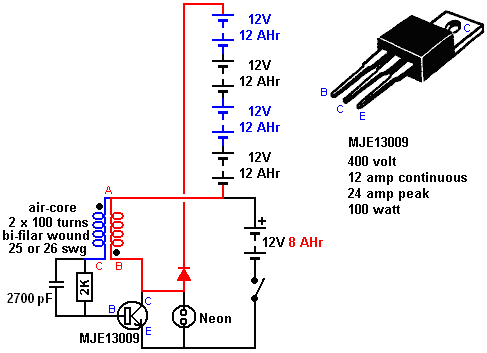 12V
12 AHr
12V
12 AHr
12V
12 AHr
12V
12 AHr
C
B
C
E
MJE13009
400 volt
12 amp continuous
24 amp peak
100 watt
A
air-core
2 x 100 turns
bi-filar wound
25 or 26 swg
C
B
+
12V 8 AHr
2700 pF
2K
B
C
E
Neon
MJE13009